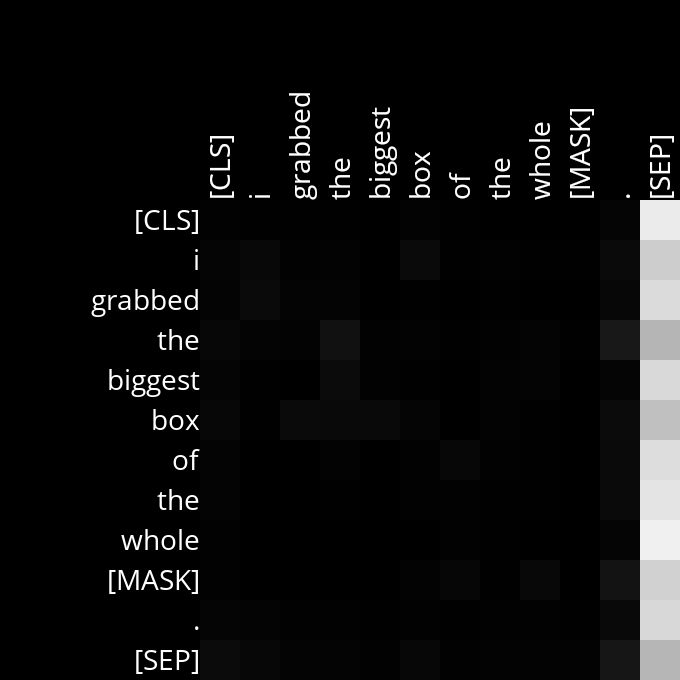 [CLS] i grabbed the biggest box of the whole [MASK] . [SEP]
[CLS]
i
grabbed
the
biggest
box
of
the
whole
[MASK]
.
[SEP]